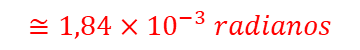 ≅ 1,84 × 10⁻³ radianos